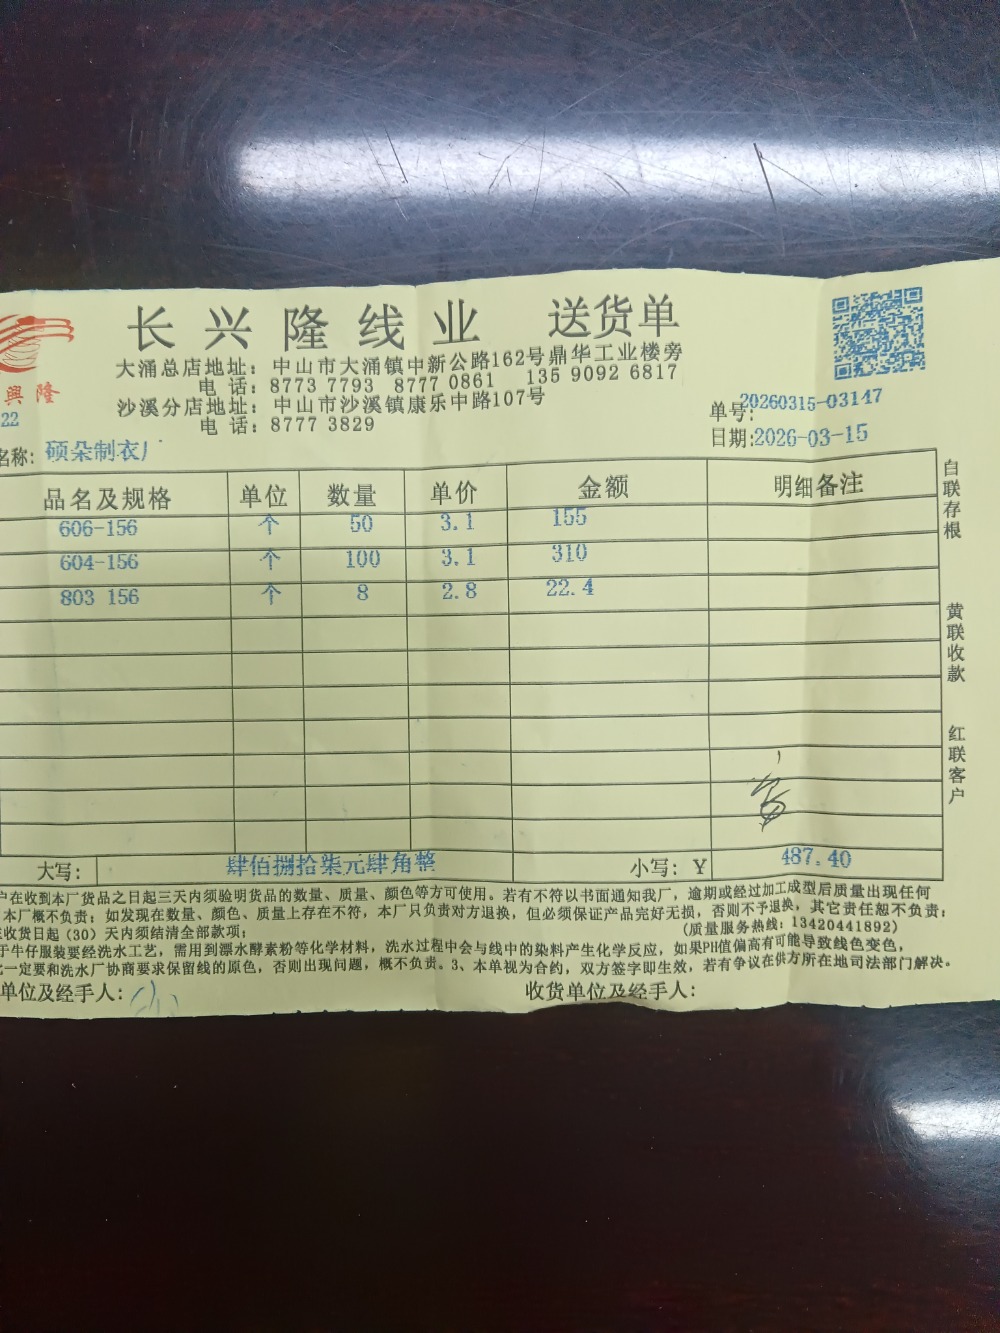 长兴隆线业 送货单
興隆
大涌总店地址：中山市大涌镇中新公路162号鼎华工业楼旁
电 话：8773 7793 8777 0861 135 9092 6817
沙溪分店地址：中山市沙溪镇康乐中路107号
电 话：8777 3829
22
单号：20260315-03147
日期：2026-03-15
名称：硕朵制衣厂
品名及规格 单位 数量 单价 金额 明细备注
606-156 个 50 3.1 155
604-156 个 100 3.1 310
803 156 个 8 2.8 22.4
自联存根
黄联收款
红联客户
大写：肆佰捌拾柒元肆角整 小写：Y 487.40
户在收到本厂货品之日起三天内须验明货品的数量、质量、颜色等方可使用。若有不符以书面通知我厂，逾期或经过加工成型后质量出现任何
本厂概不负责；如发现在数量、颜色、质量上存在不符，本厂只负责对方退换，但必须保证产品完好无损，否则不予退换，其它责任恕不负责；
收货日起（30）天内须结清全部款项； (质量服务热线：13420441892)
于牛仔服装要经洗水工艺，需用到漂水酵素粉等化学材料，洗水过程中会与线中的染料产生化学反应，如果PH值偏高有可能导致线色变色，
一定要和洗水厂协商要求保留线的原色，否则出现问题，概不负责。3、本单视为合约，双方签字即生效，若有争议在供方所在地司法部门解决。
单位及经手人： 收货单位及经手人：